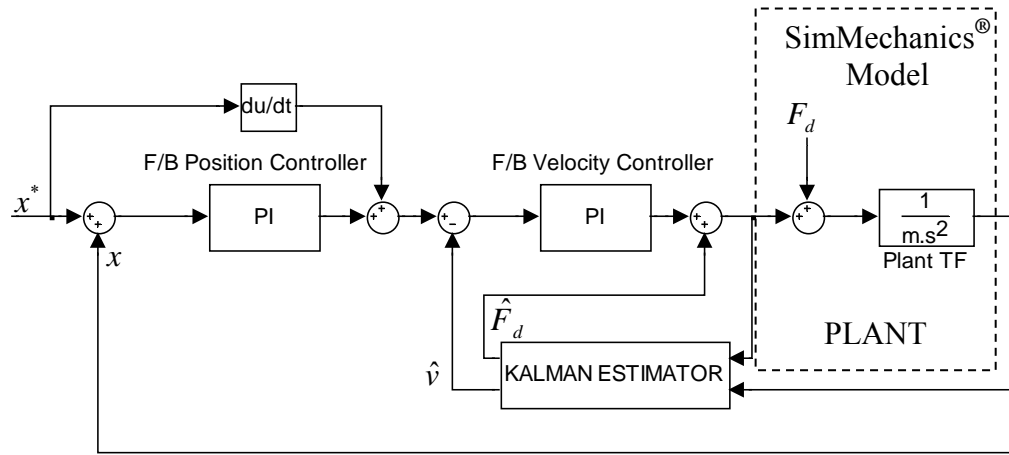 SimMechanics®
Model
du/dt
F_d
F/B Position Controller
F/B Velocity Controller
x*
+
+
PI
+
+
+
-
PI
+
+
+
+
1
m.s²
Plant TF
x
F̂_d
PLANT
v̂
KALMAN ESTIMATOR